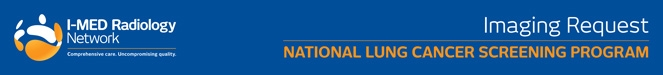 I-MED Radiology
Network
Comprehensive care. Uncompromising quality.
Imaging Request
NATIONAL LUNG CANCER SCREENING PROGRAM